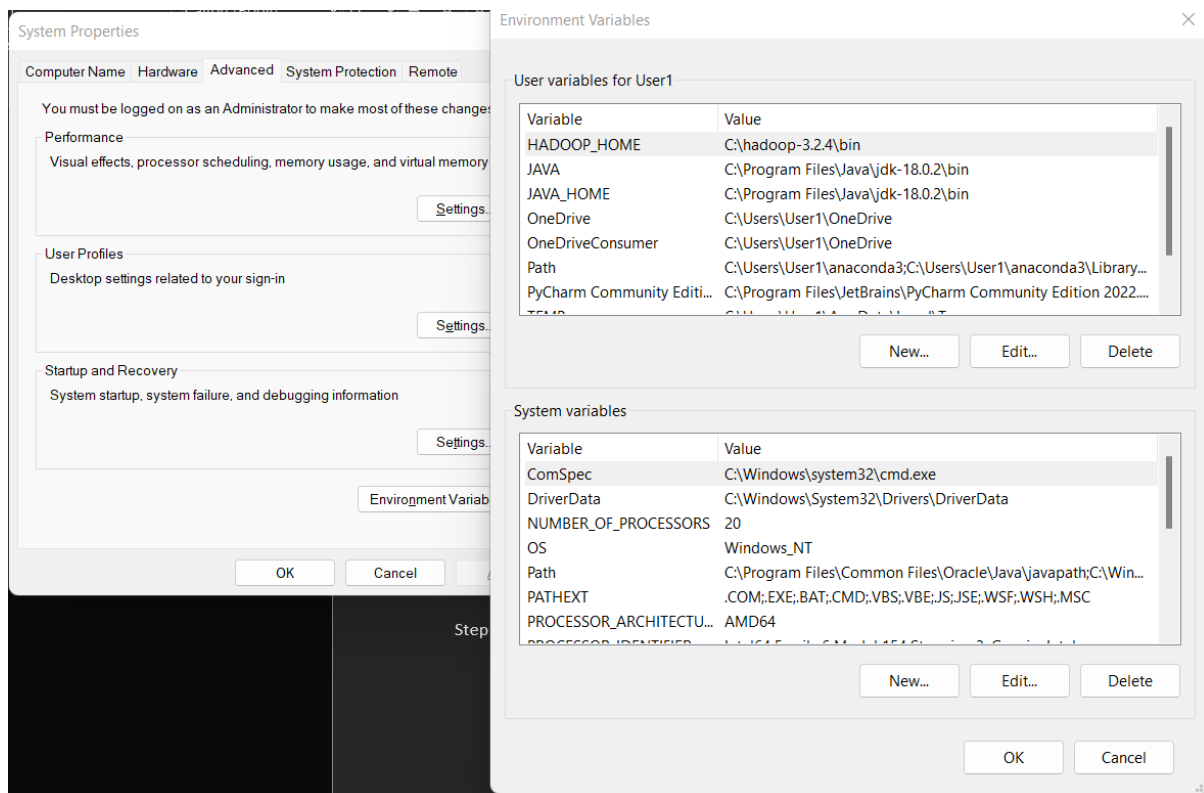 System Properties
Computer Name Hardware Advanced System Protection Remote
You must be logged on as an Administrator to make most of these changes
Performance
Visual effects, processor scheduling, memory usage, and virtual memory
Settings..
User Profiles
Desktop settings related to your sign-in
Settings..
Startup and Recovery
System startup, system failure, and debugging information
Settings..
Environment Variab
OK Cancel
Step
Environment Variables
User variables for User1
Variable Value
HADOOP_HOME C:\hadoop-3.2.4\bin
JAVA C:\Program Files\Java\jdk-18.0.2\bin
JAVA_HOME C:\Program Files\Java\jdk-18.0.2\bin
OneDrive C:\Users\User1\OneDrive
OneDriveConsumer C:\Users\User1\OneDrive
Path C:\Users\User1\anaconda3;C:\Users\User1\anaconda3\Library...
PyCharm Community Editi... C:\Program Files\JetBrains\PyCharm Community Edition 2022....
New... Edit... Delete
System variables
Variable Value
ComSpec C:\Windows\system32\cmd.exe
DriverData C:\Windows\System32\Drivers\DriverData
NUMBER_OF_PROCESSORS 20
OS Windows_NT
Path C:\Program Files\Common Files\Oracle\Java\javapath;C:\Win...
PATHEXT .COM;.EXE;.BAT;.CMD;.VBS;.VBE;.JS;.JSE;.WSF;.WSH;.MSC
PROCESSOR_ARCHITECTU... AMD64
New... Edit... Delete
OK Cancel